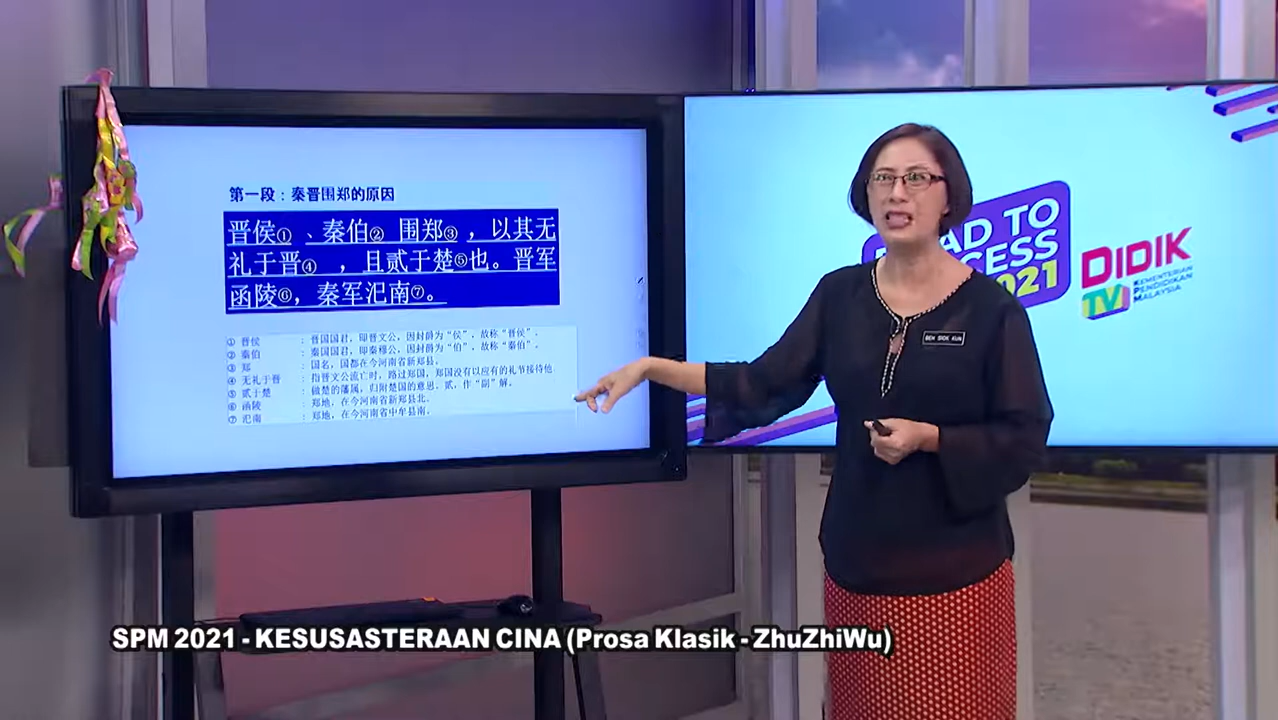 第一段：秦晋围郑的原因
晋侯①、秦伯② 围郑③ ，以其无
礼于晋④ ，且贰于楚⑤也。晋军
函陵⑥，秦军氾南⑦。
① 晋侯 ：晋国国君，即晋文公，因封爵为“侯”，故称“晋侯”。
② 秦伯 ：秦国国君，即秦穆公，因封爵为“伯”，故称“秦伯”。
③ 郑 ：国名，国都在今河南省新郑县。
④ 无礼于晋 ：指晋文公流亡时，路过郑国，郑国没有以应有的礼节接待他
⑤ 贰于楚 ：做楚的藩属，归附楚国的意思。贰，作“副”解。
⑥ 函陵 ：郑地，在今河南省新郑县北。
⑦ 氾南 ：郑地，在今河南省中牟县南。
AD TO
CESS
021
DIDIK
TV
KEMENTERIAN
PENDIDIKAN
MALAYSIA
SPM 2021 - KESUSASTERAAN CINA (Prosa Klasik - ZhuZhiWu)